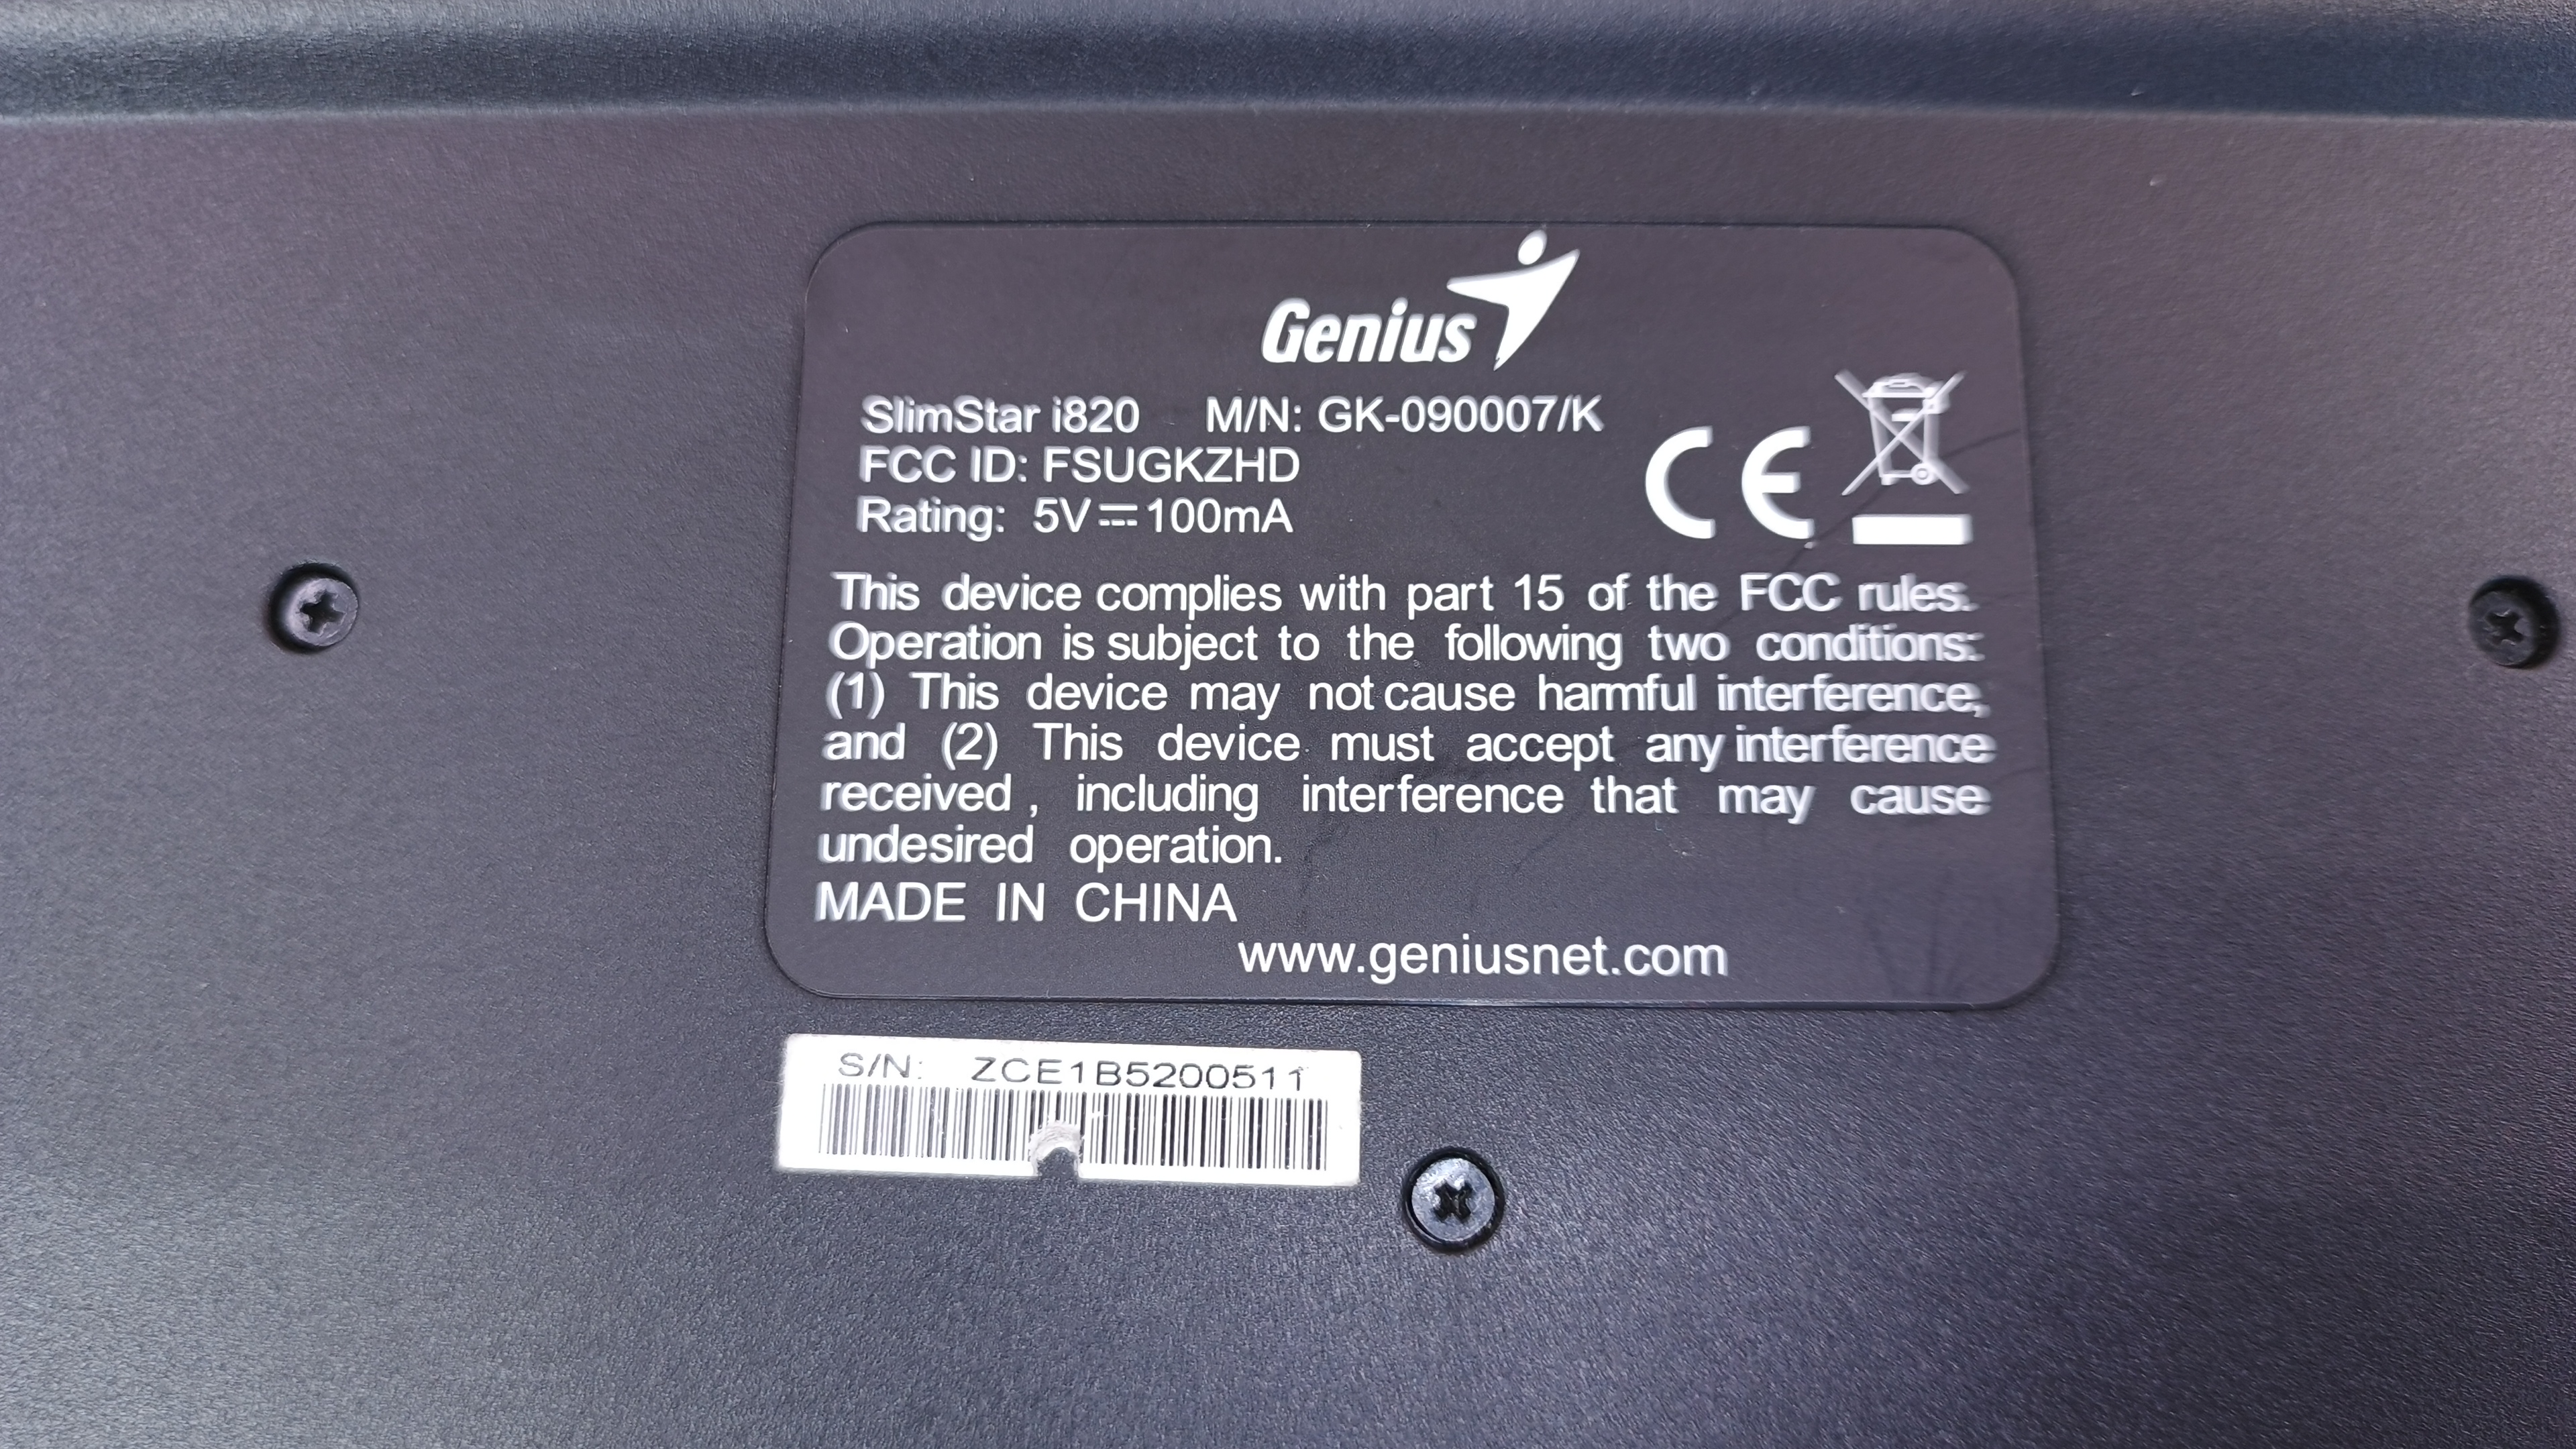 Genius
SlimStar i820 M/N: GK-090007/K
FCC ID: FSUGKZHD
Rating: 5V⎓100mA
CE
This device complies with part 15 of the FCC rules.
Operation is subject to the following two conditions:
(1) This device may not cause harmful interference,
and (2) This device must accept any interference
received , including interference that may cause
undesired operation.
MADE IN CHINA
www.geniusnet.com
S/N: ZCE1B5200511